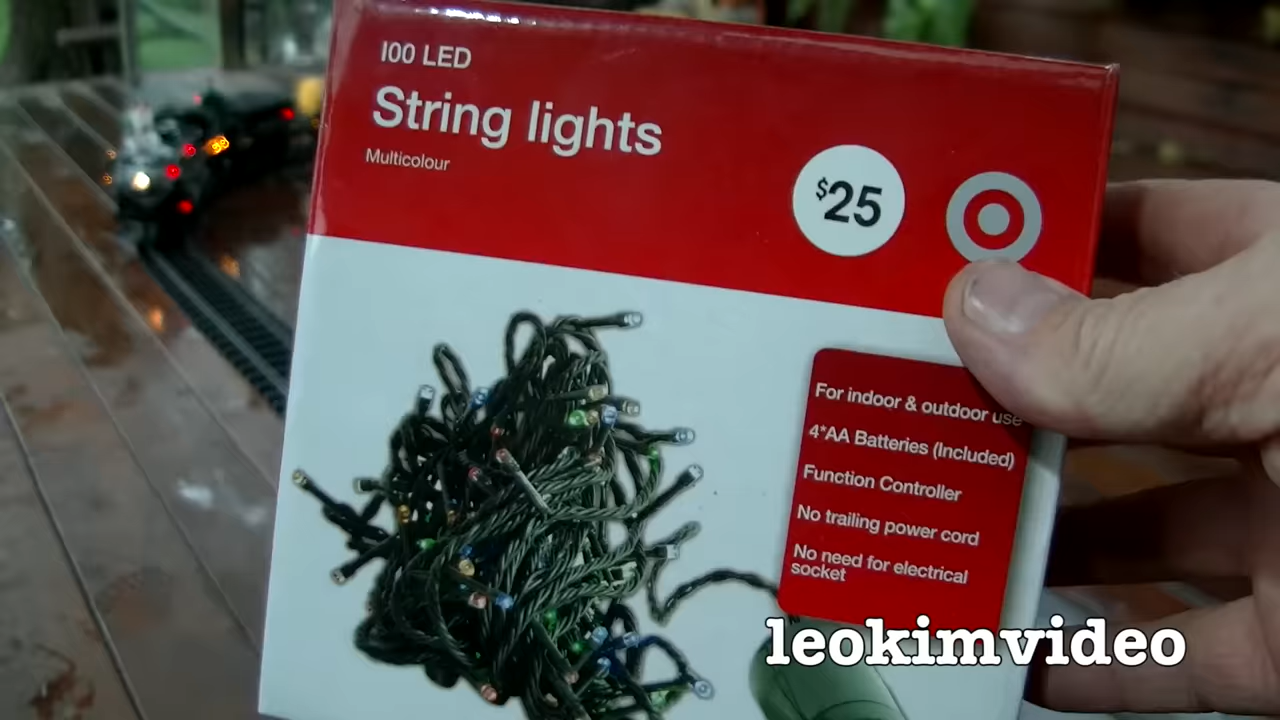 100 LED
String lights
Multicolour
$25
For indoor & outdoor use
4*AA Batteries (Included)
Function Controller
No trailing power cord
No need for electrical
socket
leokimvideo